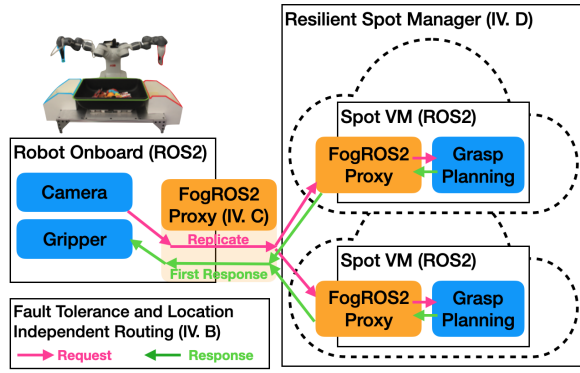 Resilient Spot Manager (IV. D)
Spot VM (ROS2)
FogROS2
Proxy
Grasp
Planning
Robot Onboard (ROS2)
Camera
Gripper
FogROS2
Proxy (IV. C)
Replicate
First Response
Spot VM (ROS2)
FogROS2
Proxy
Grasp
Planning
Fault Tolerance and Location
Independent Routing (IV. B)
Request
Response